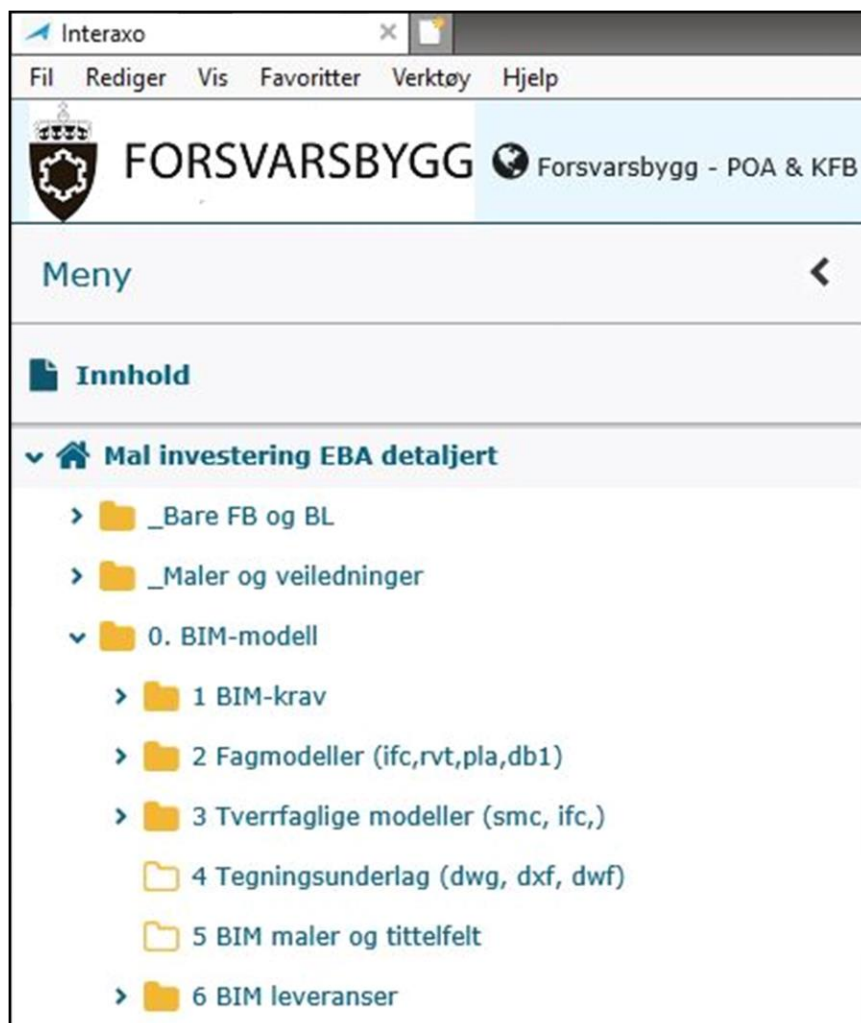 Interaxo
Fil Rediger Vis Favoritter Verktøy Hjelp
FORSVARSBYGG Forsvarsbygg - POA & KFB
Meny
Innhold
Mal investering EBA detaljert
_Bare FB og BL
_Maler og veiledninger
0. BIM-modell
1 BIM-krav
2 Fagmodeller (ifc,rvt,pla,db1)
3 Tverrfaglige modeller (smc, ifc,)
4 Tegningsunderlag (dwg, dxf, dwf)
5 BIM maler og tittelfelt
6 BIM leveranser